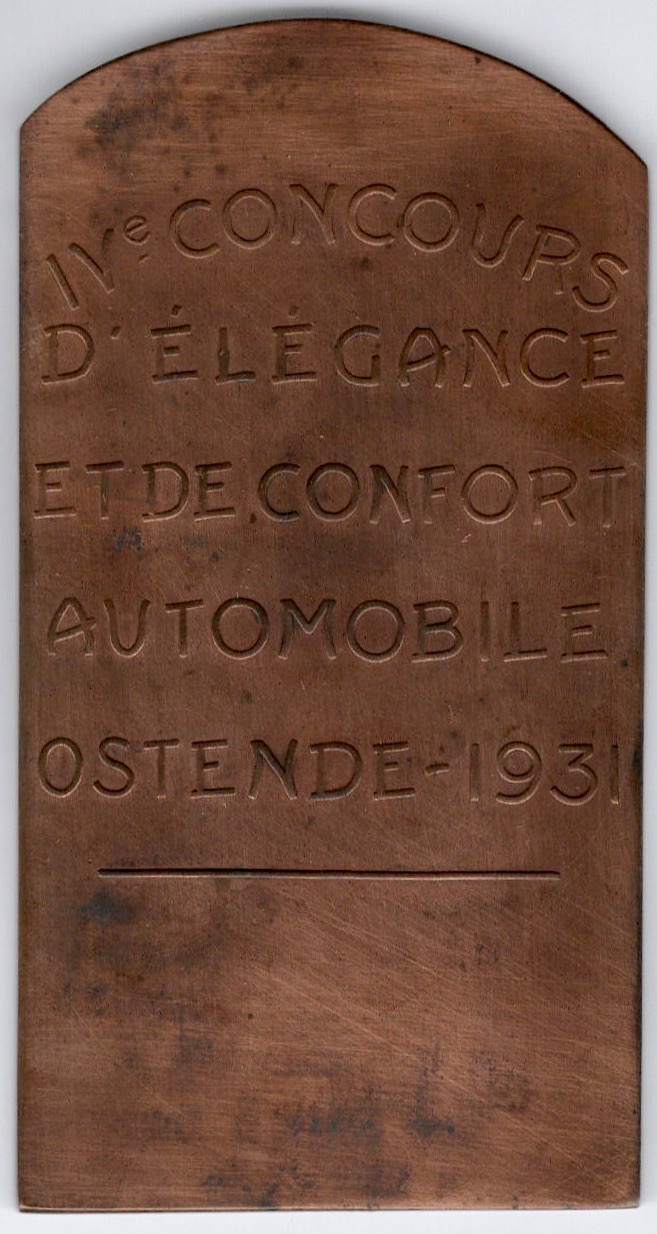 IVe CONCOURS
D'ÉLÉGANCE
ET DE CONFORT
AUTOMOBILE
OSTENDE-1931